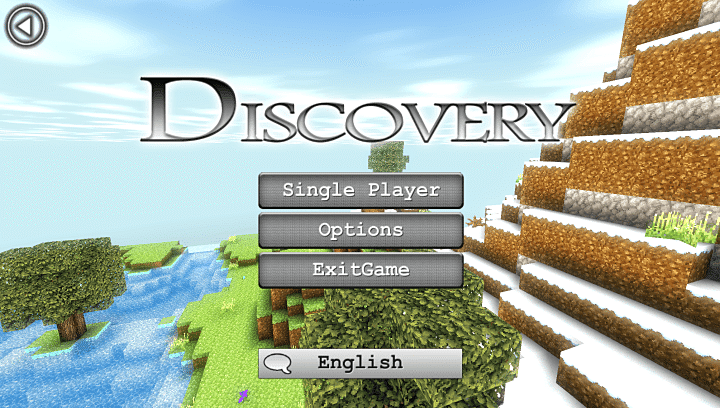 DISCOVERY
Single Player
Options
ExitGame
English